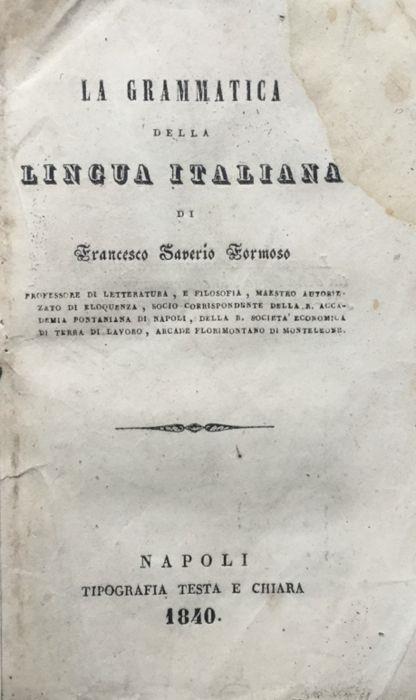 LA GRAMMATICA
DELLA
LINGUA ITALIANA
DI
Francesco Saverio Formoso
PROFESSORE DI LETTERATURA, E FILOSOFIA, MAESTRO AUTORIZ-
ZATO DI ELOQUENZA, SOCIO CORRISPONDENTE DELLA R. ACCA-
DEMIA PONTANIANA DI NAPOLI, DELLA R. SOCIETA' ECONOMICA
DI TERRA DI LAVORO, ARCADE FLORIMONTANO DI MONTELEONE.
NAPOLI
TIPOGRAFIA TESTA E CHIARA
1840.